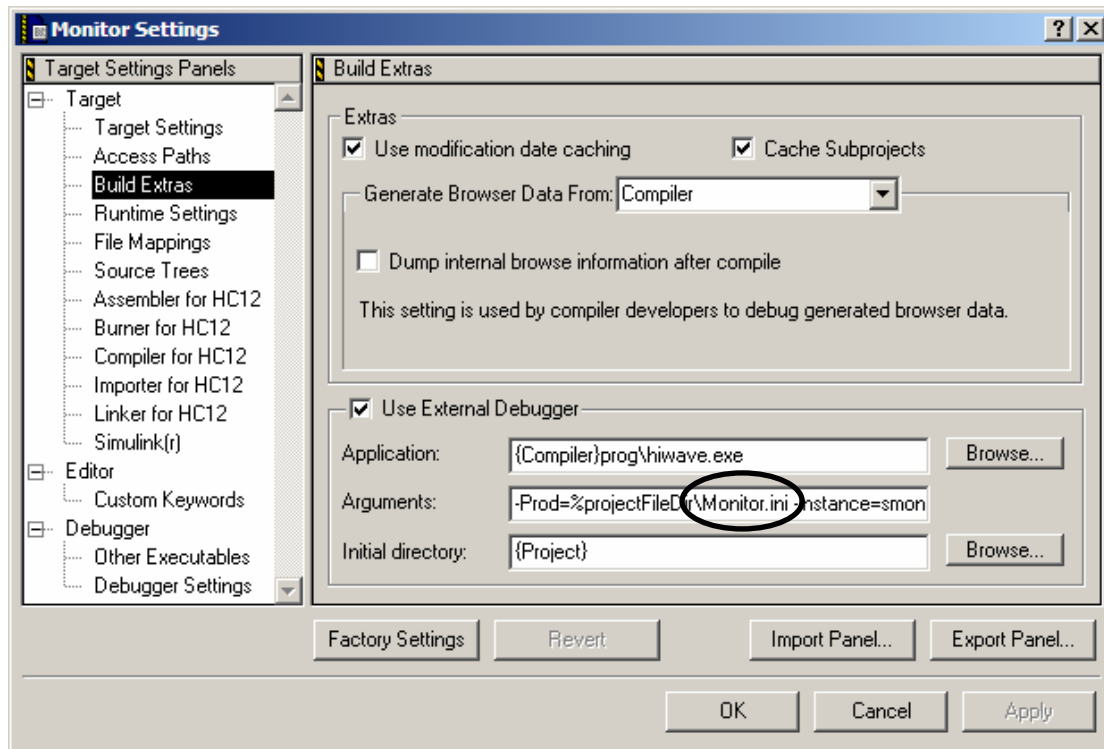 Monitor Settings
Target Settings Panels
Target
Target Settings
Access Paths
Build Extras
Runtime Settings
File Mappings
Source Trees
Assembler for HC12
Burner for HC12
Compiler for HC12
Importer for HC12
Linker for HC12
Simulink(r)
Editor
Custom Keywords
Debugger
Other Executables
Debugger Settings
Build Extras
Extras
Use modification date caching
Cache Subprojects
Generate Browser Data From: Compiler
Dump internal browse information after compile
This setting is used by compiler developers to debug generated browser data.
Use External Debugger
Application: {Compiler}prog\hiwave.exe Browse...
Arguments: -Prod=%projectFileDir\Monitor.ini -instance=smon
Initial directory: {Project} Browse...
Factory Settings Revert Import Panel... Export Panel...
OK Cancel Apply